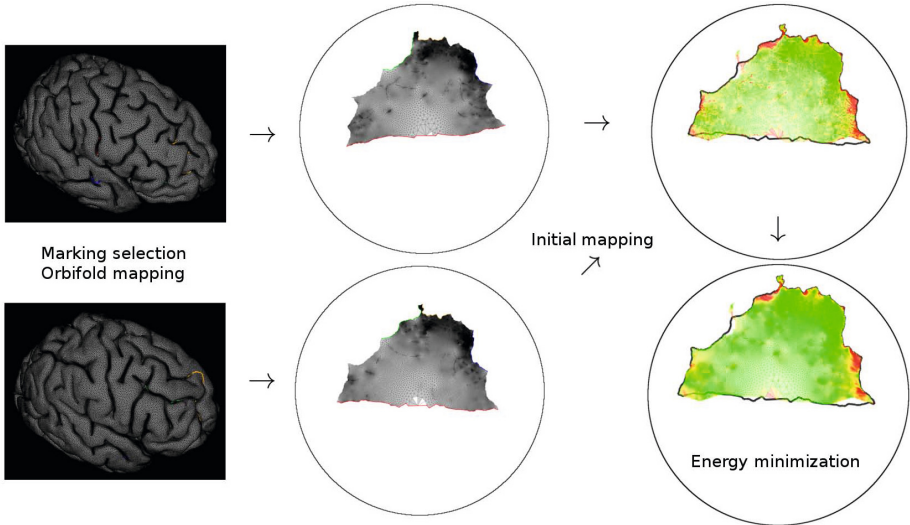 Marking selection
Orbifold mapping
Initial mapping
Energy minimization